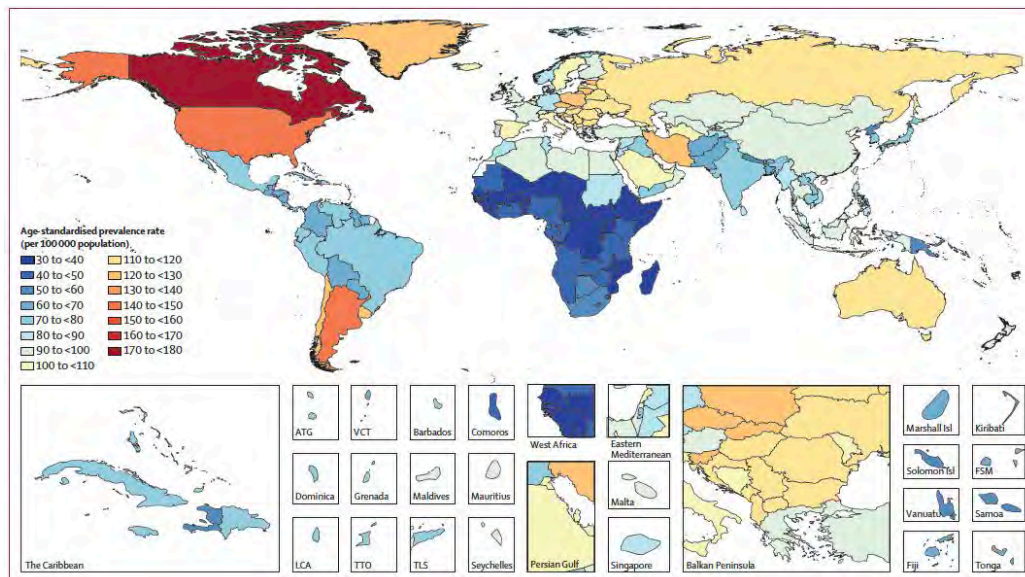 Age-standardised prevalence rate
(per 100 000 population)
30 to <40
40 to <50
50 to <60
60 to <70
70 to <80
80 to <90
90 to <100
100 to <110
110 to <120
120 to <130
130 to <140
140 to <150
150 to <160
160 to <170
170 to <180
The Caribbean
ATG
VCT
Barbados
Comoros
West Africa
Eastern
Mediterranean
Dominica
Grenada
Maldives
Mauritius
Malta
LCA
TTO
TLS
Seychelles
Persian Gulf
Singapore
Balkan Peninsula
Marshall Isl
Kiribati
Solomon Isl
FSM
Vanuatu
Samoa
Fiji
Tonga